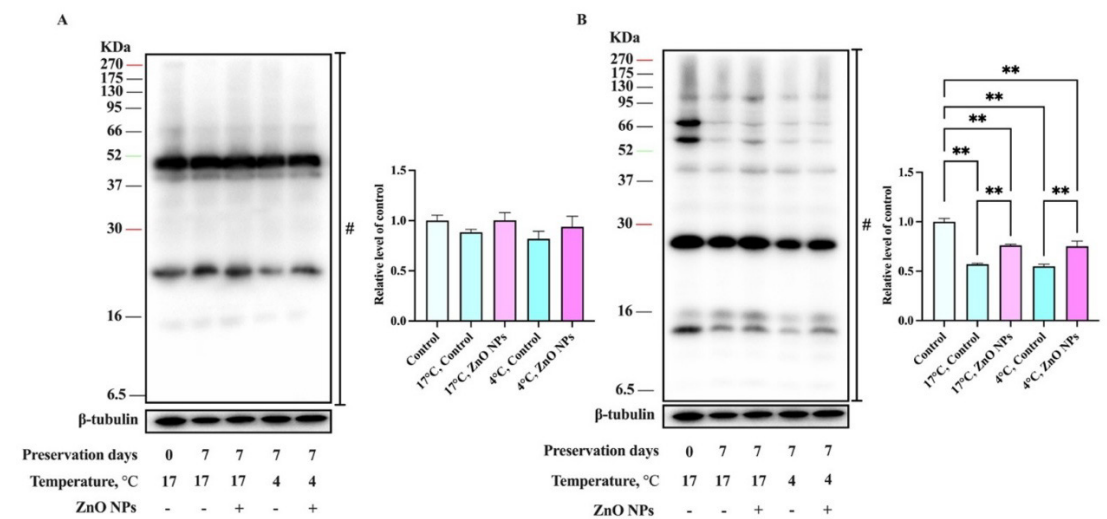 A
KDa
270
175
130
95
66
52
37
30
16
6.5
#
β-tubulin
Preservation days 0 7 7 7 7
Temperature, °C 17 17 17 4 4
ZnO NPs - - + - +
Relative level of control
1.5
1.0
0.5
0.0
Control
17°C, Control
17°C, ZnO NPs
4°C, Control
4°C, ZnO NPs
B
KDa
270
175
130
95
66
52
37
30
16
6.5
#
β-tubulin
Preservation days 0 7 7 7 7
Temperature, °C 17 17 17 4 4
ZnO NPs - - + - +
Relative level of control
1.5
1.0
0.5
0.0
**
**
**
**
**
**
Control
17°C, Control
17°C, ZnO NPs
4°C, Control
4°C, ZnO NPs